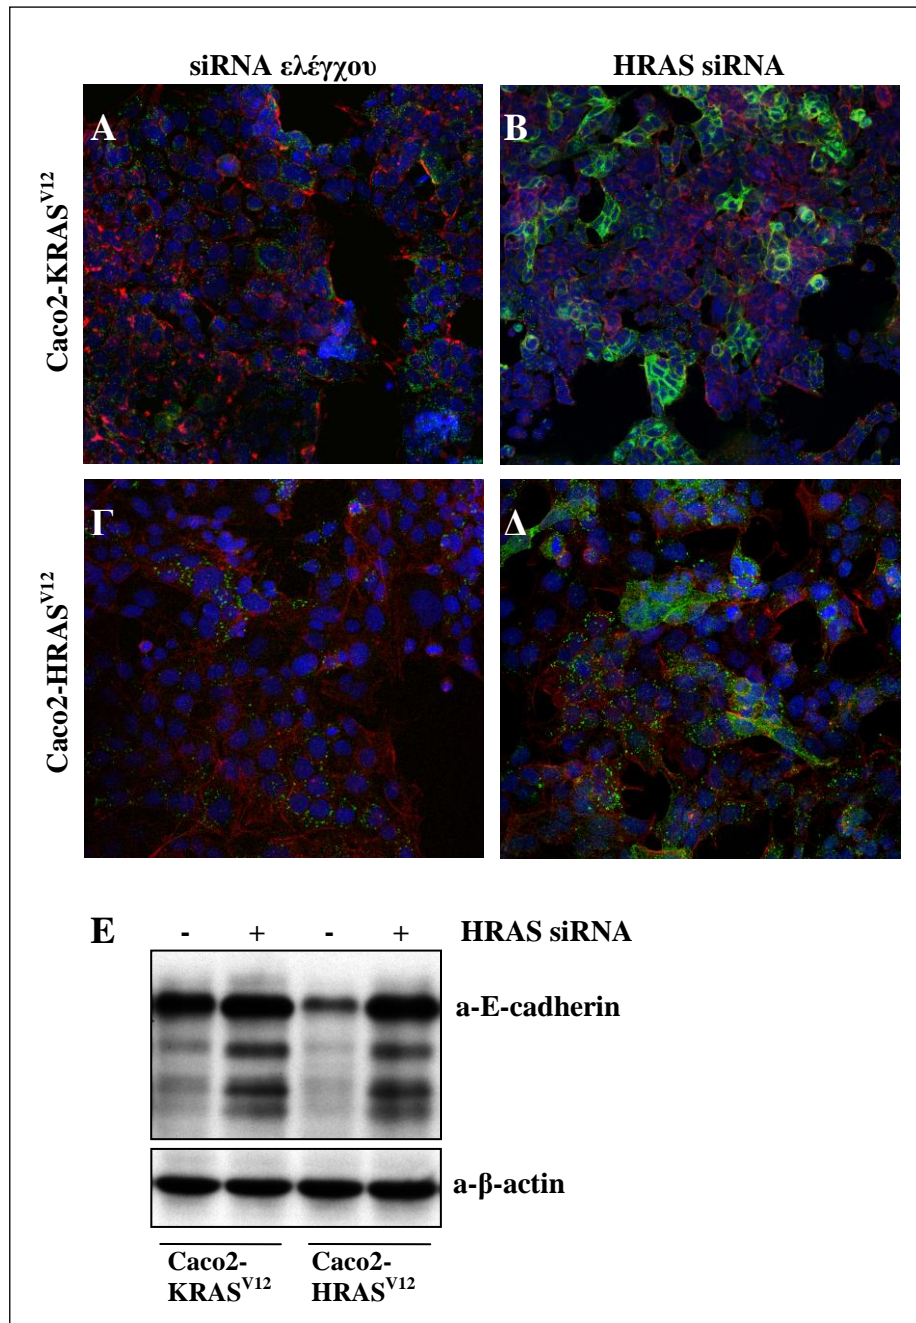 siRNA ελέγχου HRAS siRNA
Caco2-KRAS^V12
Α Β
Caco2-HRAS^V12
Γ Δ
Ε - + - + HRAS siRNA
a-E-cadherin
a-β-actin
Caco2- Caco2-
KRAS^V12 HRAS^V12